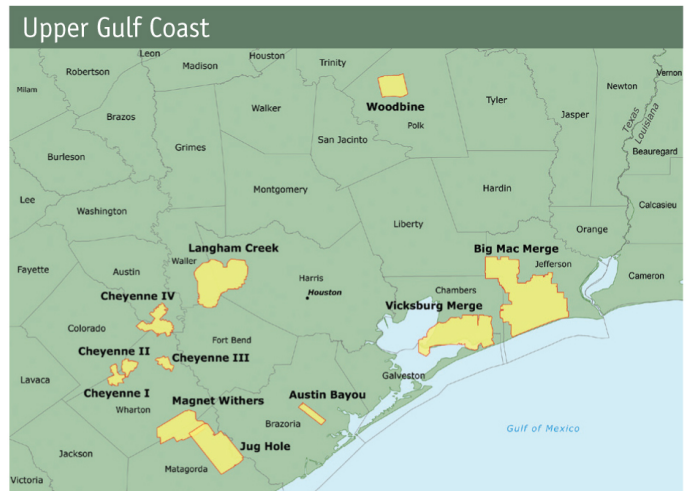 Upper Gulf Coast
Leon
Houston
Madison
Trinity
Robertson
Milam
Vernon
Newton
Woodbine
Tyler
Jasper
Walker
Brazos
Polk
Texas
Louisiana
San Jacinto
Grimes
Burleson
Beauregard
Montgomery
Hardin
Lee
Washington
Calcasieu
Liberty
Orange
Langham Creek
Big Mac Merge
Waller
Jefferson
Fayette
Austin
Harris
Cameron
Houston
Chambers
Cheyenne IV
Vicksburg Merge
Colorado
Fort Bend
Cheyenne II
Cheyenne III
Galveston
Lavaca
Cheyenne I
Austin Bayou
Magnet Withers
Wharton
Brazoria
Gulf of Mexico
Jug Hole
Jackson
Matagorda
Victoria